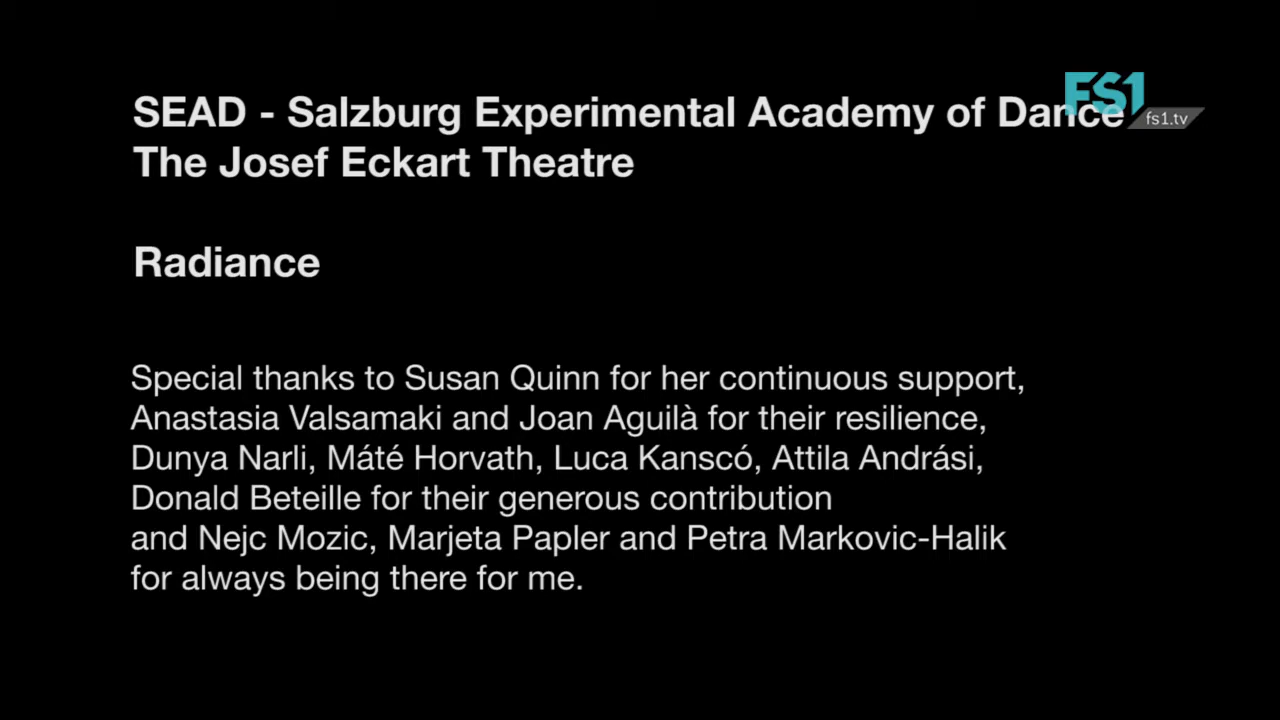 SEAD - Salzburg Experimental Academy of Dance
FS1
fs1.tv
The Josef Eckart Theatre
Radiance
Special thanks to Susan Quinn for her continuous support,
Anastasia Valsamaki and Joan Aguilà for their resilience,
Dunya Narli, Máté Horvath, Luca Kanscó, Attila Andrási,
Donald Beteille for their generous contribution
and Nejc Mozic, Marjeta Papler and Petra Markovic-Halik
for always being there for me.